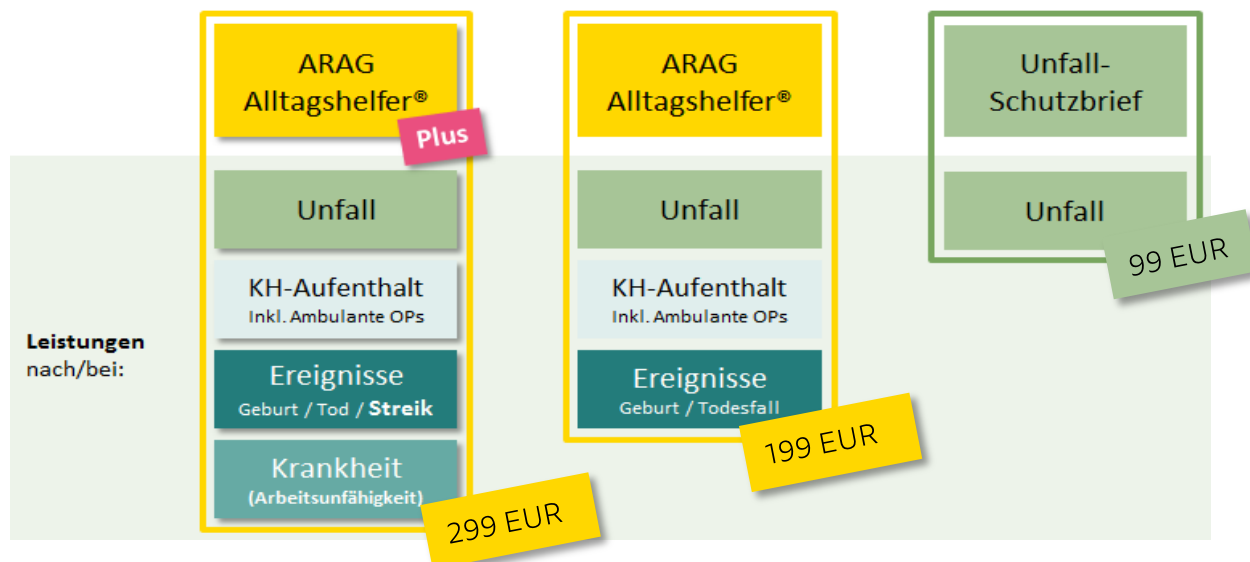 ARAG
Alltagshelfer®
Plus
Unfall
KH-Aufenthalt
Inkl. Ambulante OPs
Ereignisse
Geburt / Tod / Streik
Krankheit
(Arbeitsunfähigkeit)
299 EUR
ARAG
Alltagshelfer®
Unfall
KH-Aufenthalt
Inkl. Ambulante OPs
Ereignisse
Geburt / Todesfall
199 EUR
Unfall-
Schutzbrief
Unfall
99 EUR
Leistungen
nach/bei: